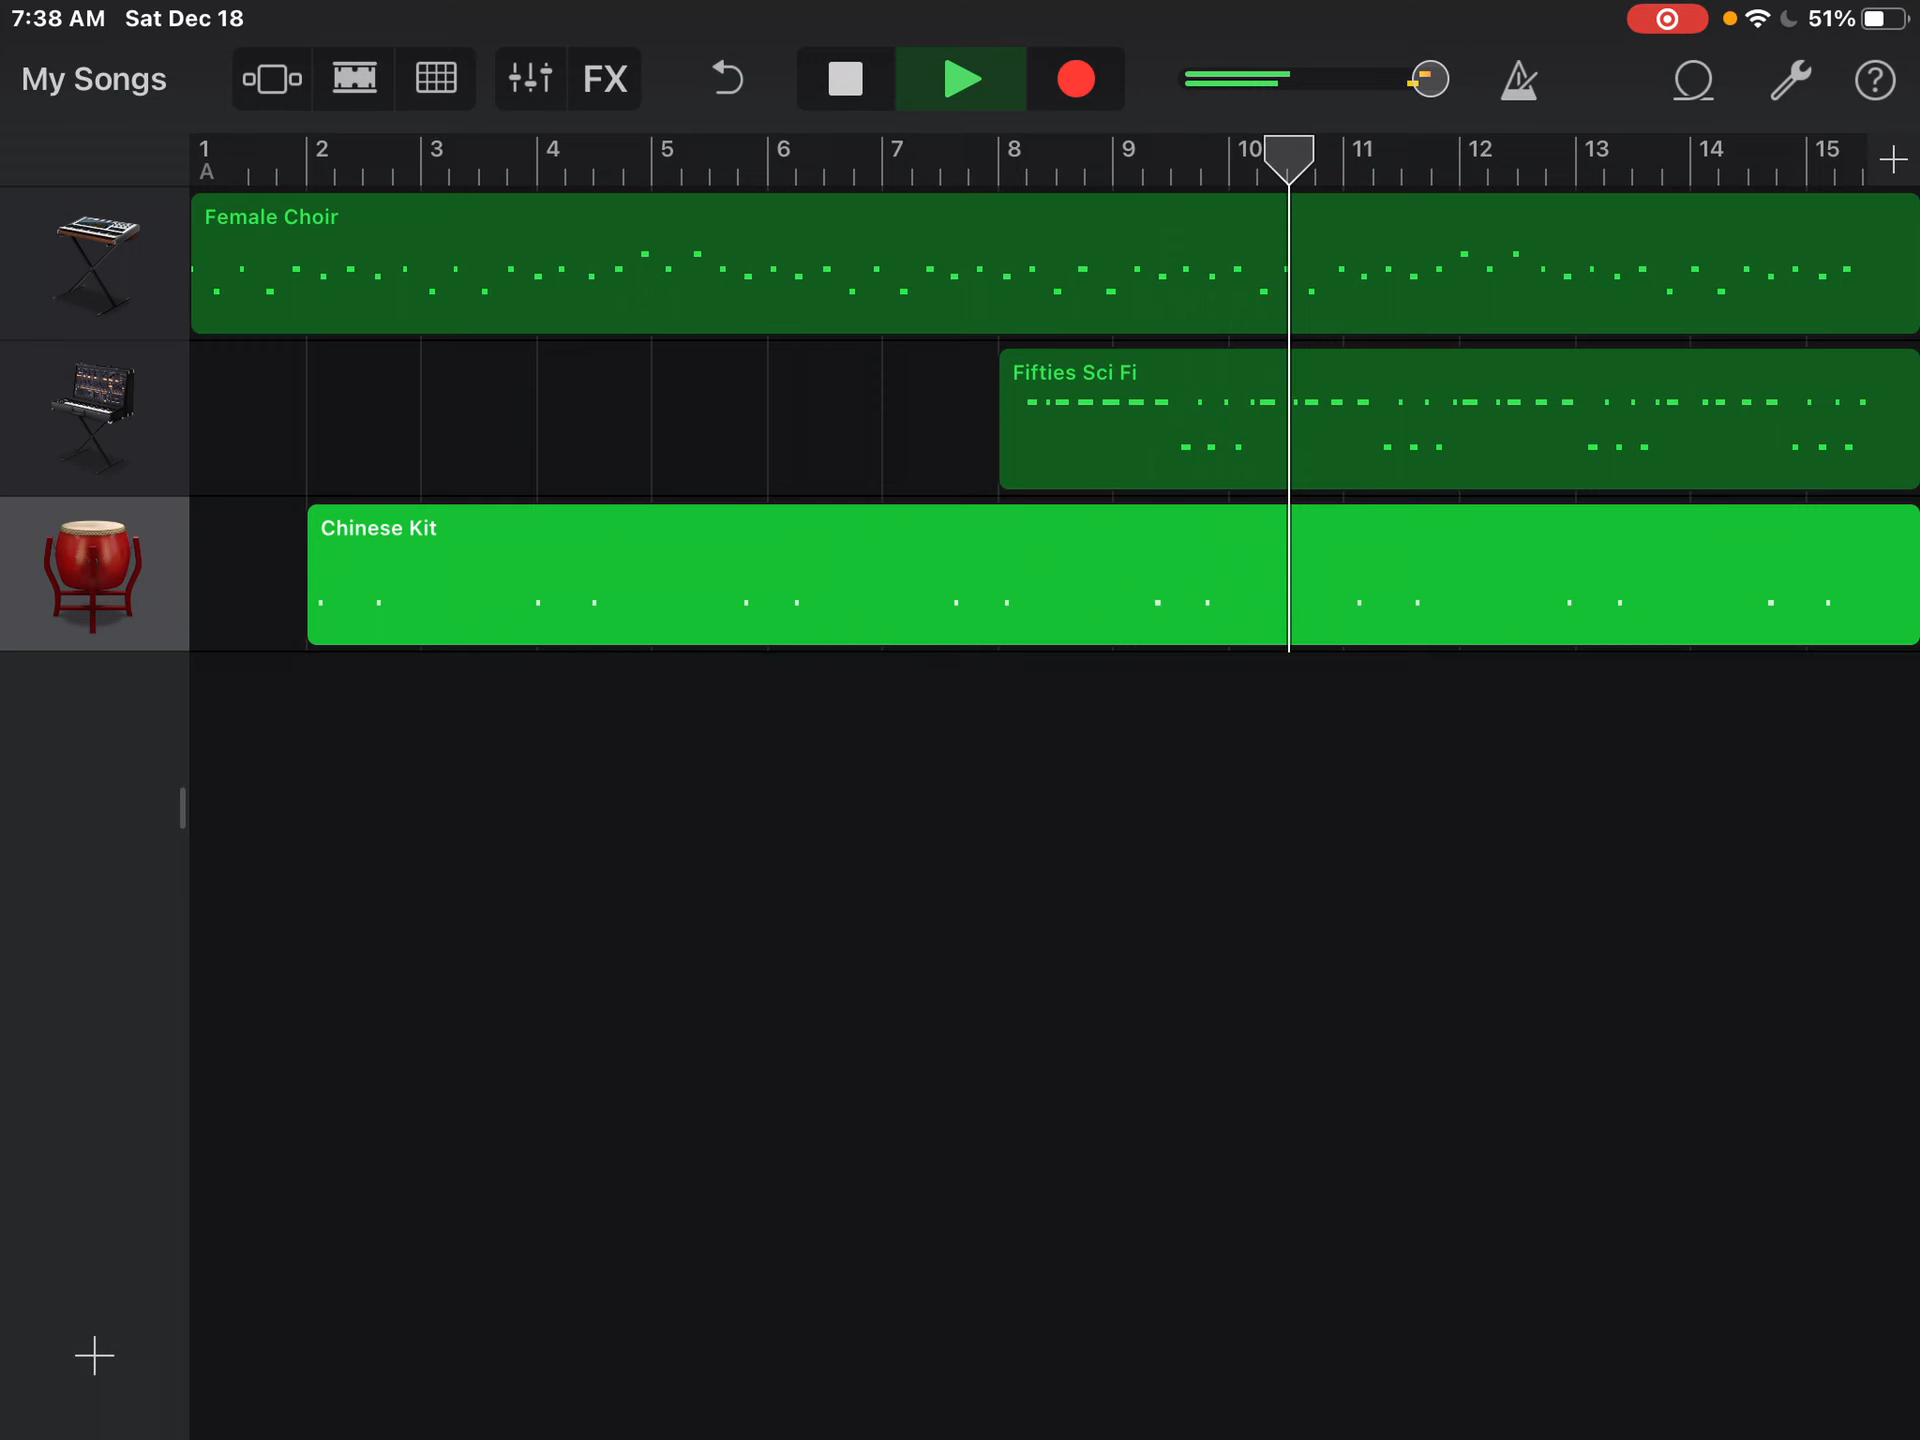 7:38 AM Sat Dec 18 51%
My Songs FX
1 2 3 4 5 6 7 8 9 10 11 12 13 14 15
A
Female Choir
Fifties Sci Fi
Chinese Kit